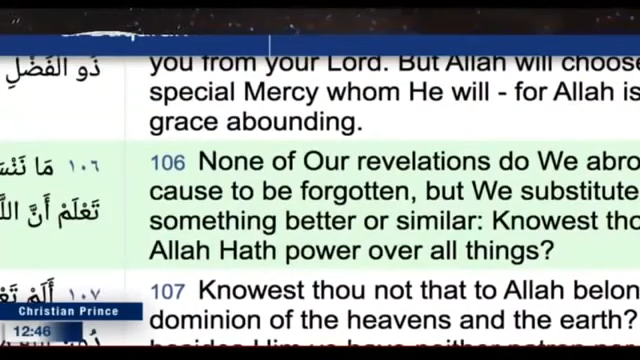 you from your Lord. But Allah will choose
special Mercy whom He will - for Allah is
grace abounding.
ذُو الْفَضْلِ
106 None of Our revelations do We abro
cause to be forgotten, but We substitute
something better or similar: Knowest tho
Allah Hath power over all things?
١٠٦ مَا نَنْسَ
تَعْلَمْ أَنَّ اللَّ
107 Knowest thou not that to Allah belon
dominion of the heavens and the earth?
١٠٧ أَلَمْ تَعْ
Christian Prince
12:46